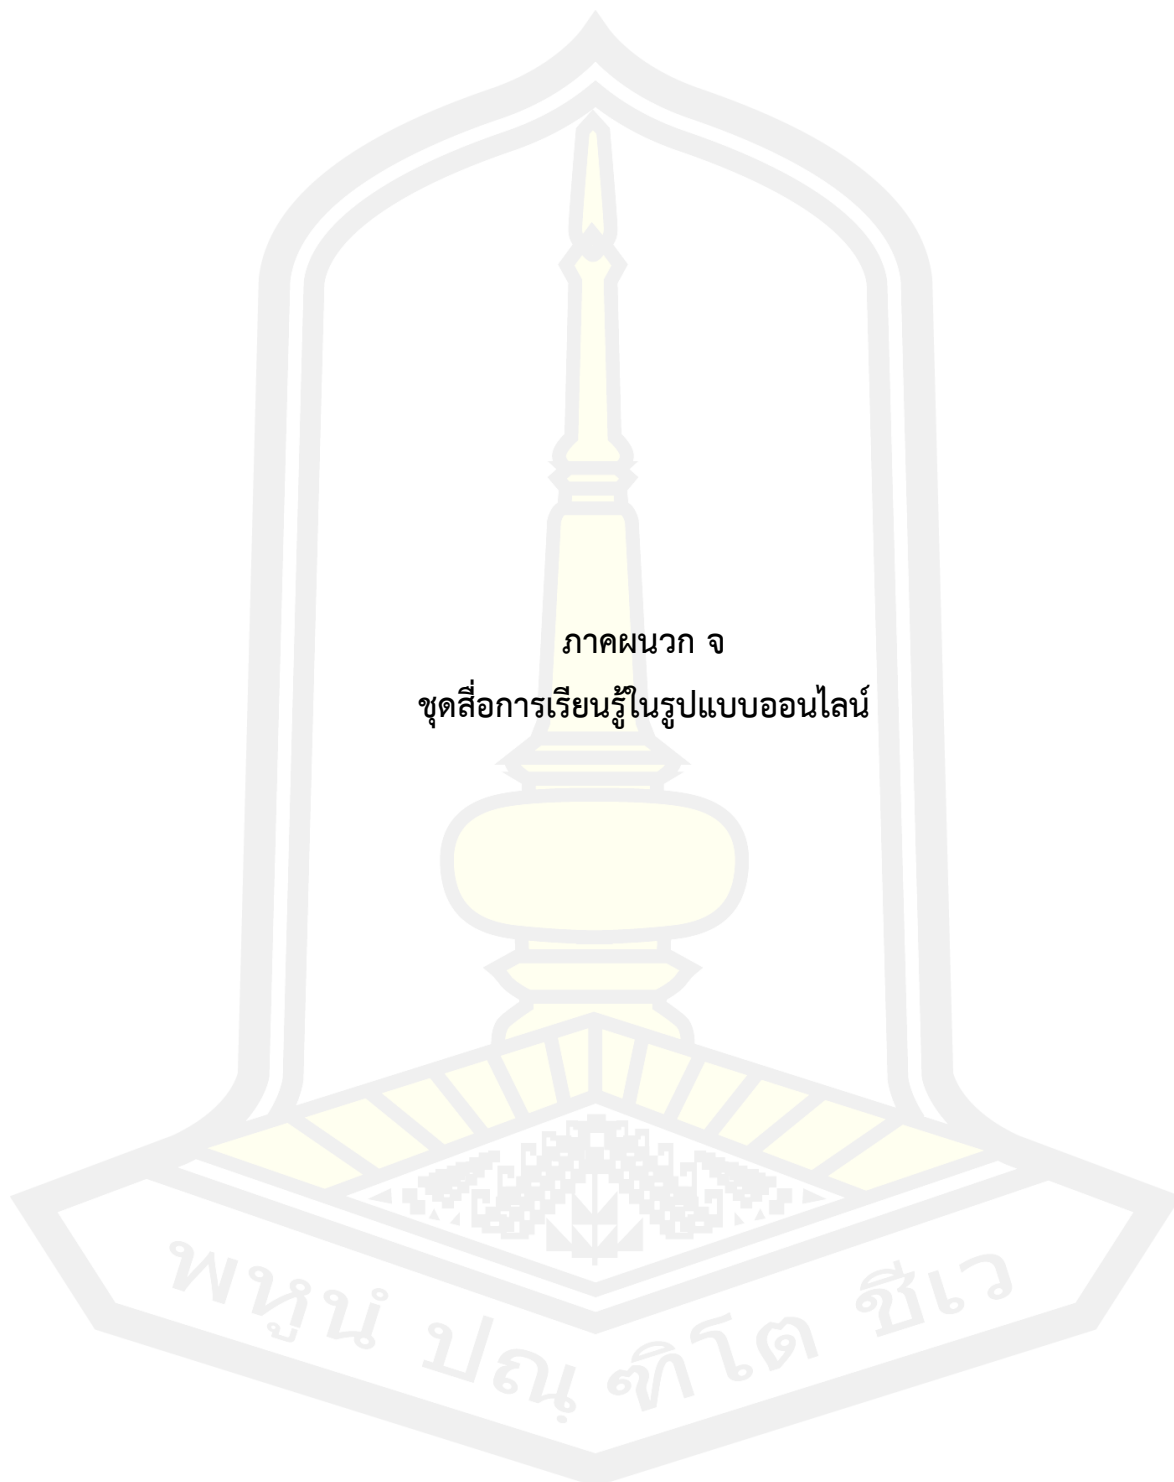 ภาคผนวก จ
ชุดสื่อการเรียนรู้ในรูปแบบออนไลน์
พหูนํ ปณฺฑิโต ชีเว